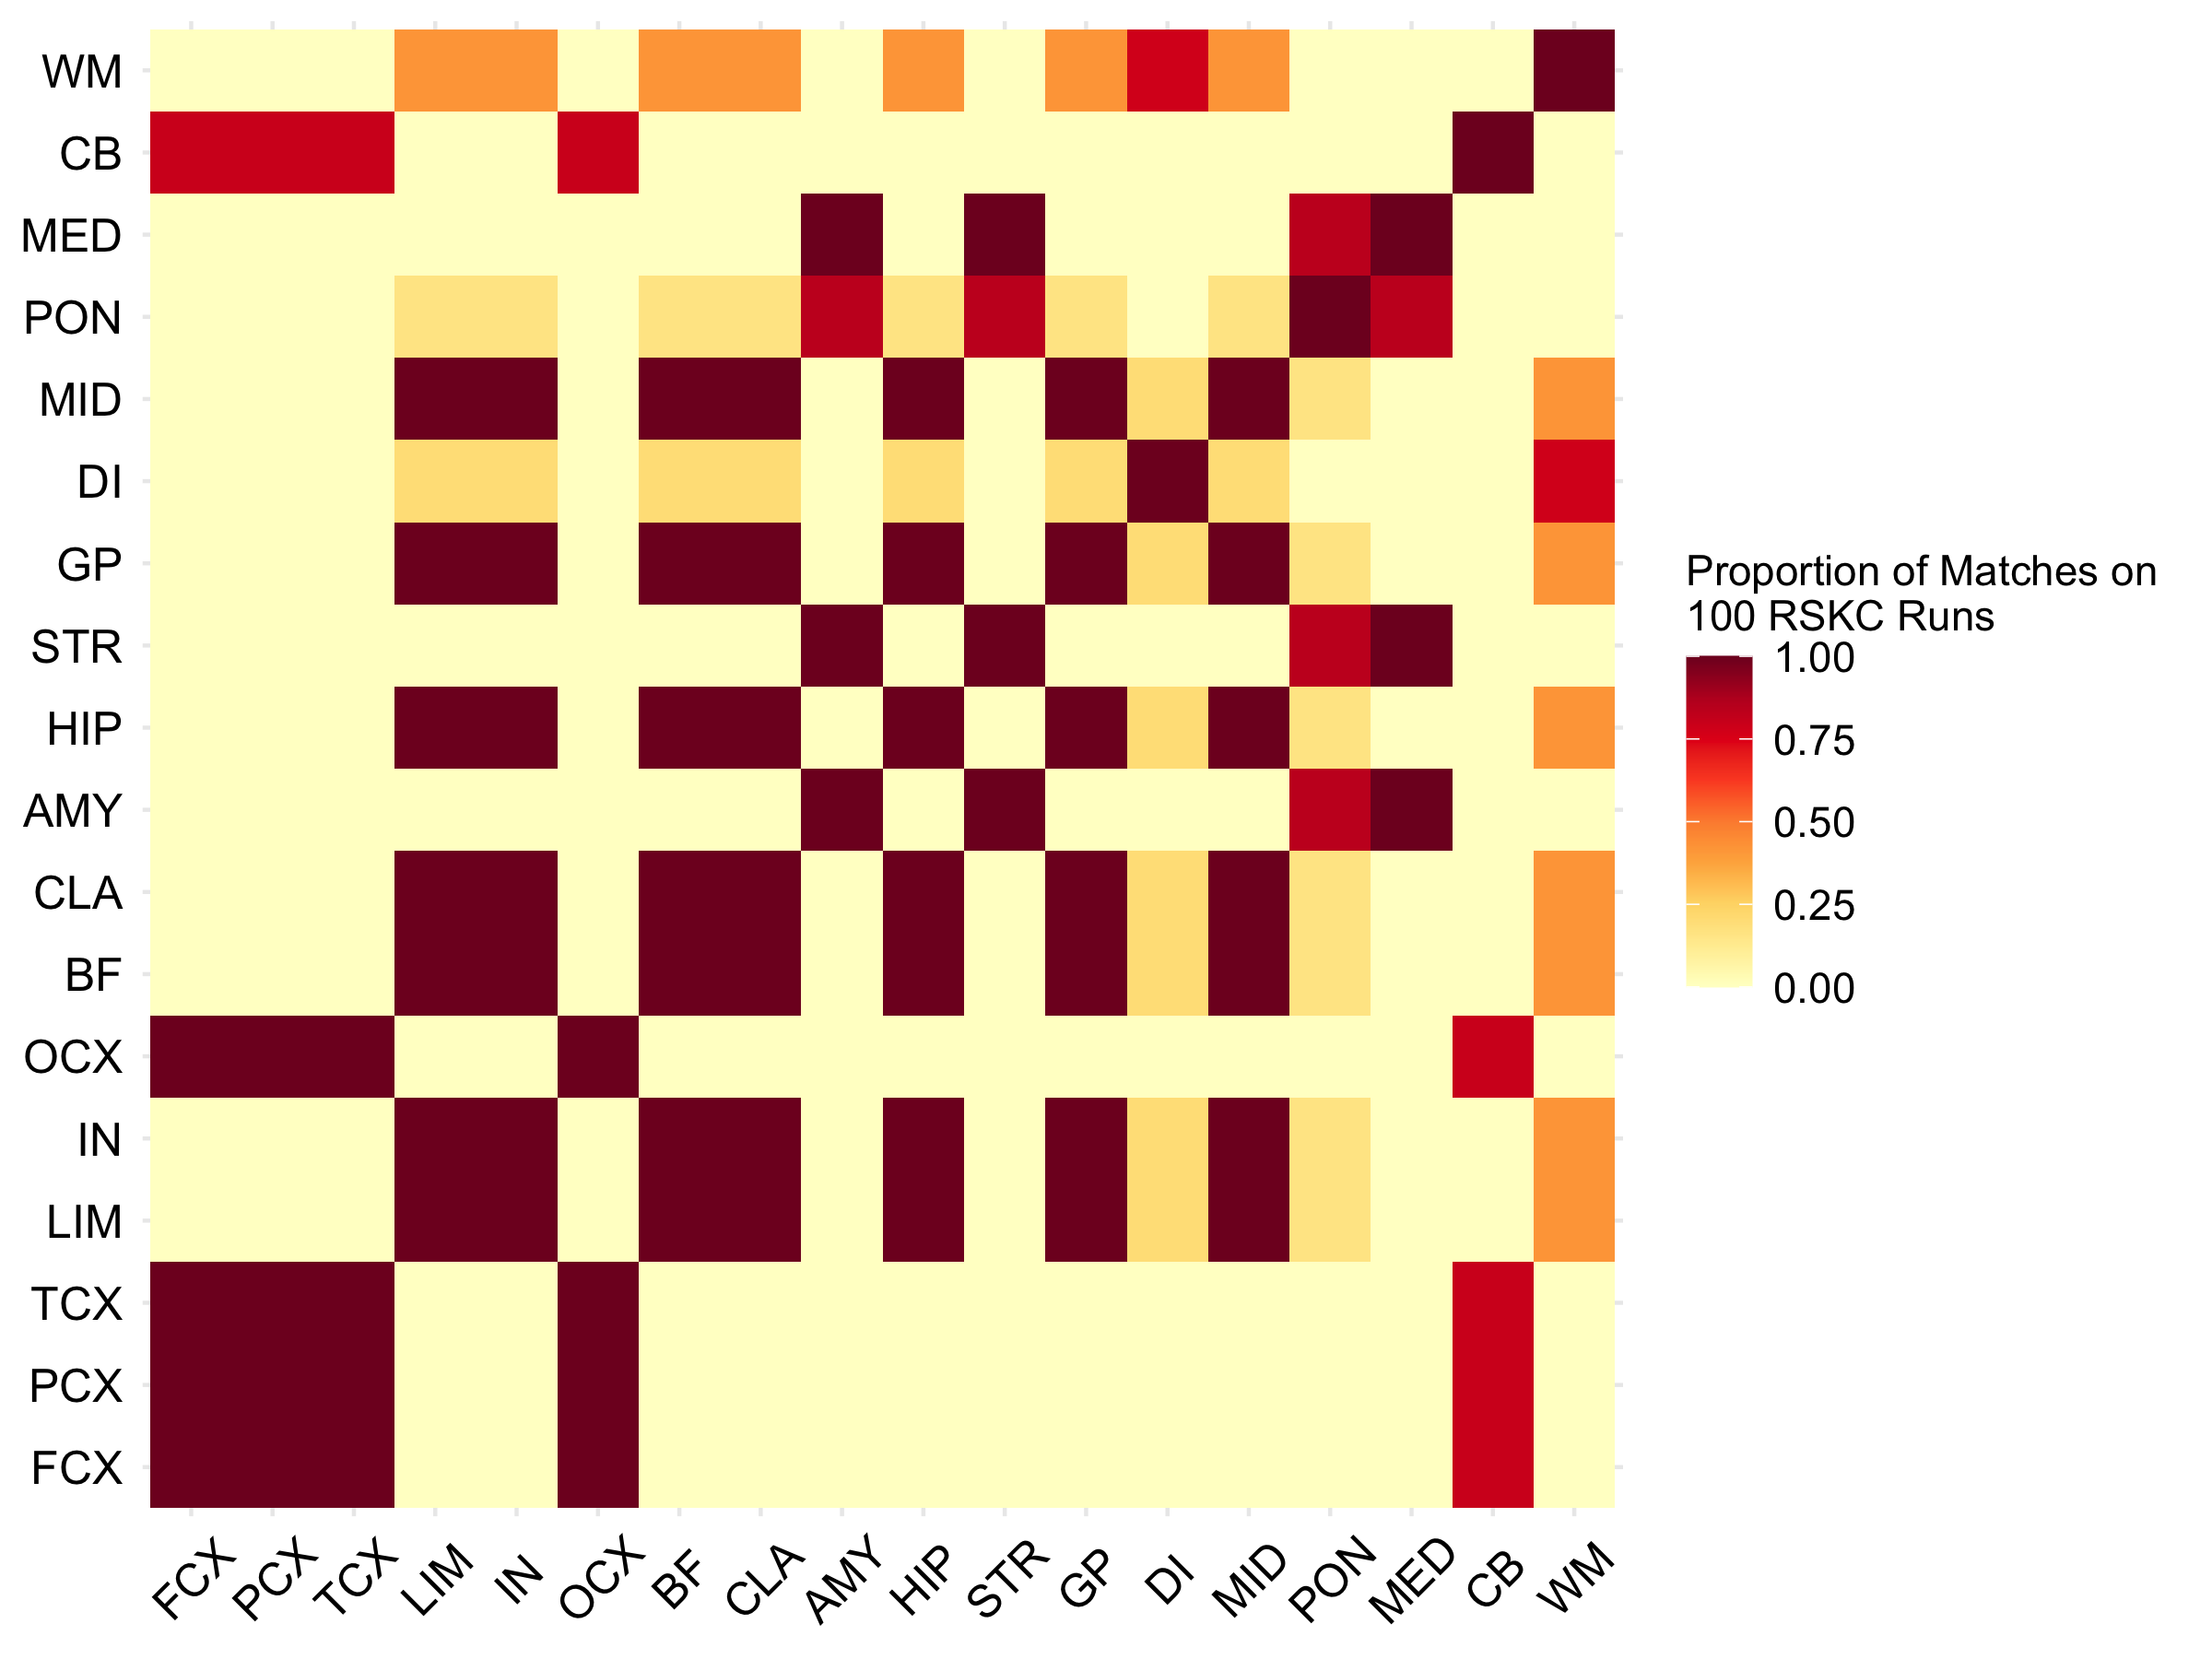 WM
CB
MED
PON
MID
DI
GP
STR
HIP
AMY
CLA
BF
OCX
IN
LIM
TCX
PCX
FCX
FCX
PCX
TCX
LIM
IN
OCX
BF
CLA
AMY
HIP
STR
GP
DI
MID
PON
MED
CB
WM
Proportion of Matches on
100 RSKC Runs
1.00
0.75
0.50
0.25
0.00